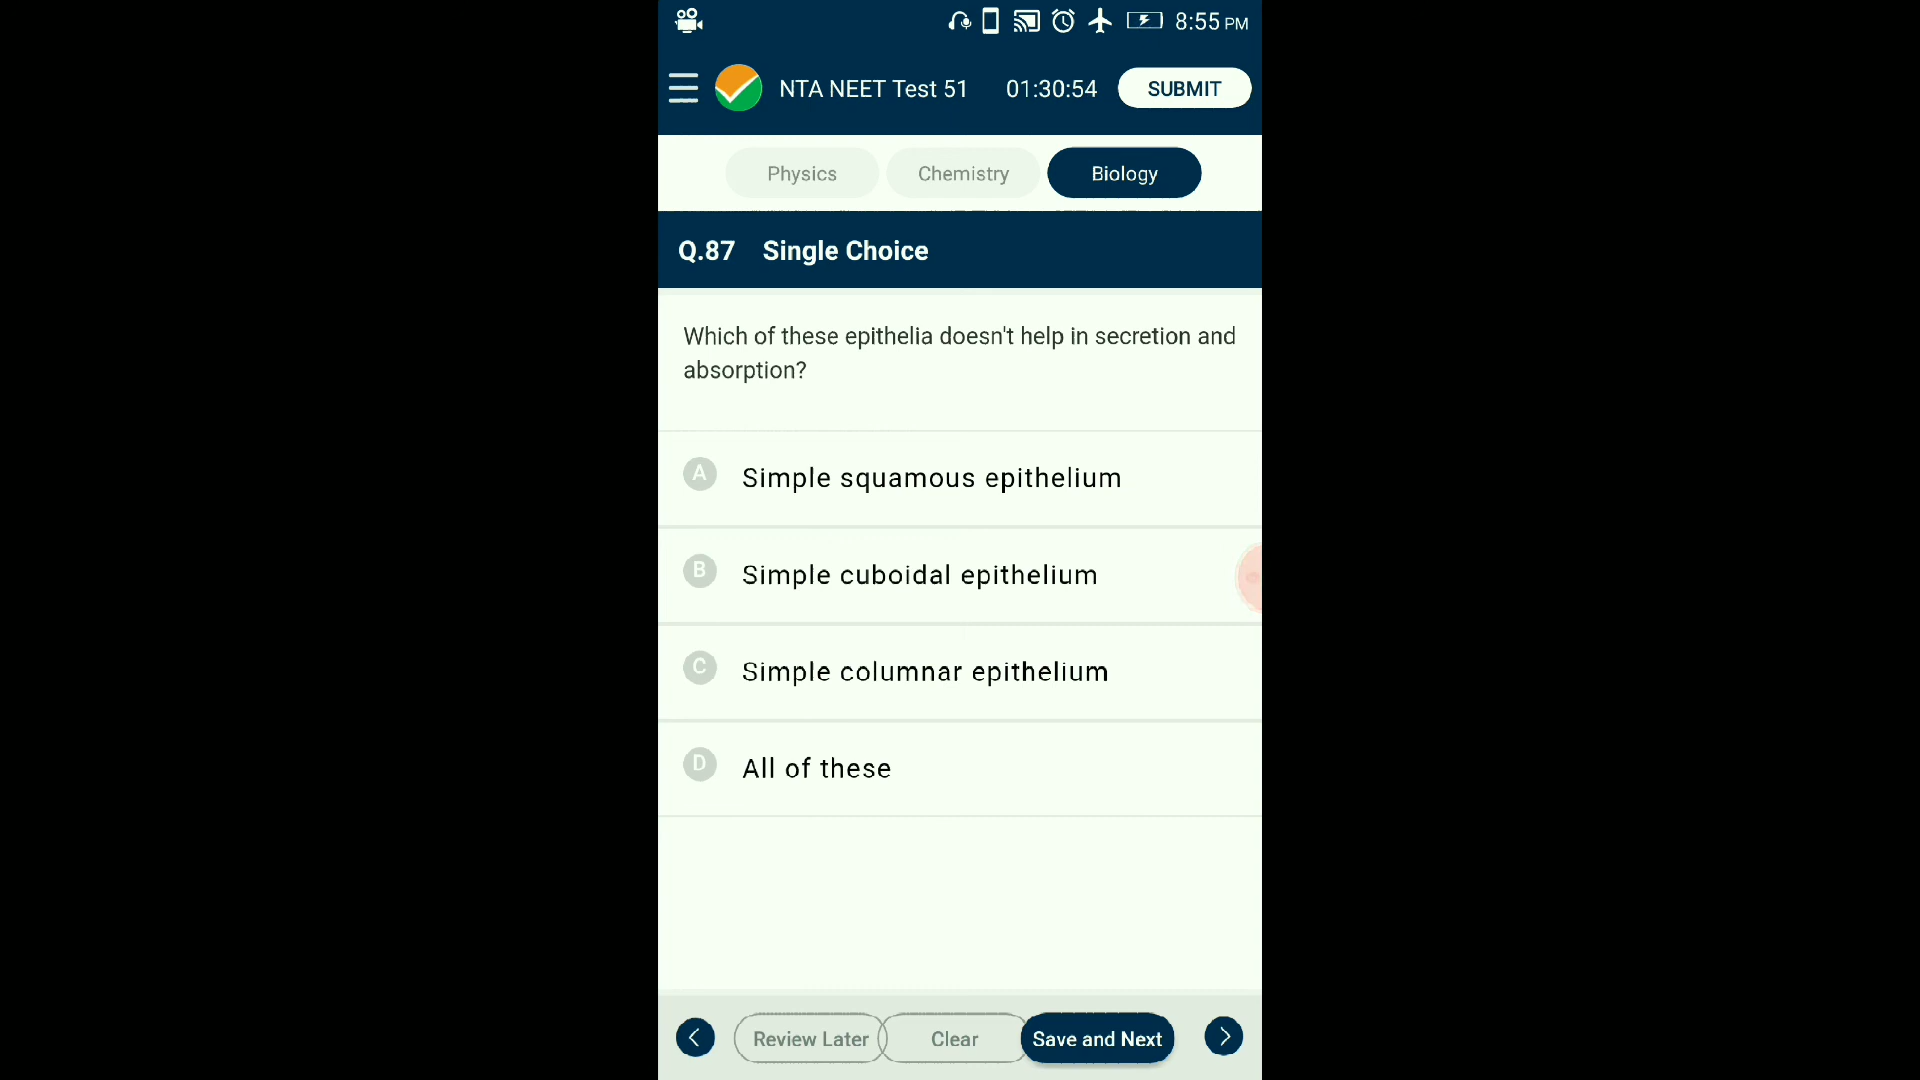 8:55 PM
NTA NEET Test 51 01:30:54 SUBMIT
Physics Chemistry Biology
Q.87 Single Choice
Which of these epithelia doesn't help in secretion and
absorption?
A Simple squamous epithelium
B Simple cuboidal epithelium
C Simple columnar epithelium
D All of these
Review Later Clear Save and Next